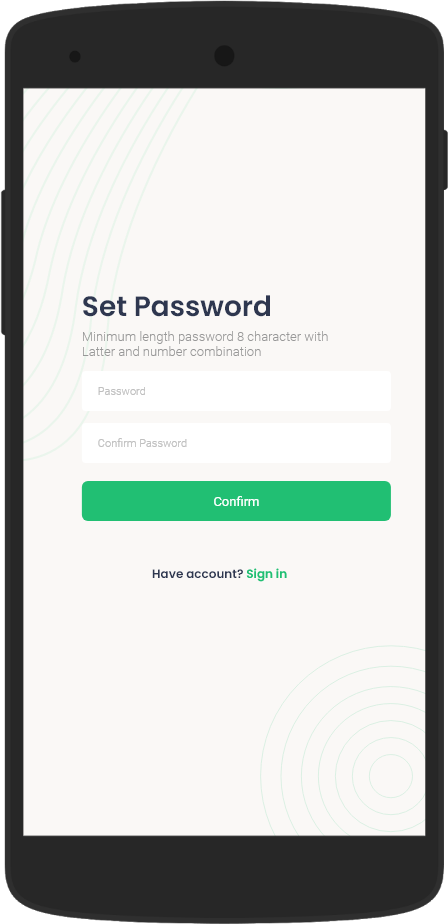 Set Password
Minimum length password 8 character with
Latter and number combination
Password
Confirm Password
Confirm
Have account? Sign in